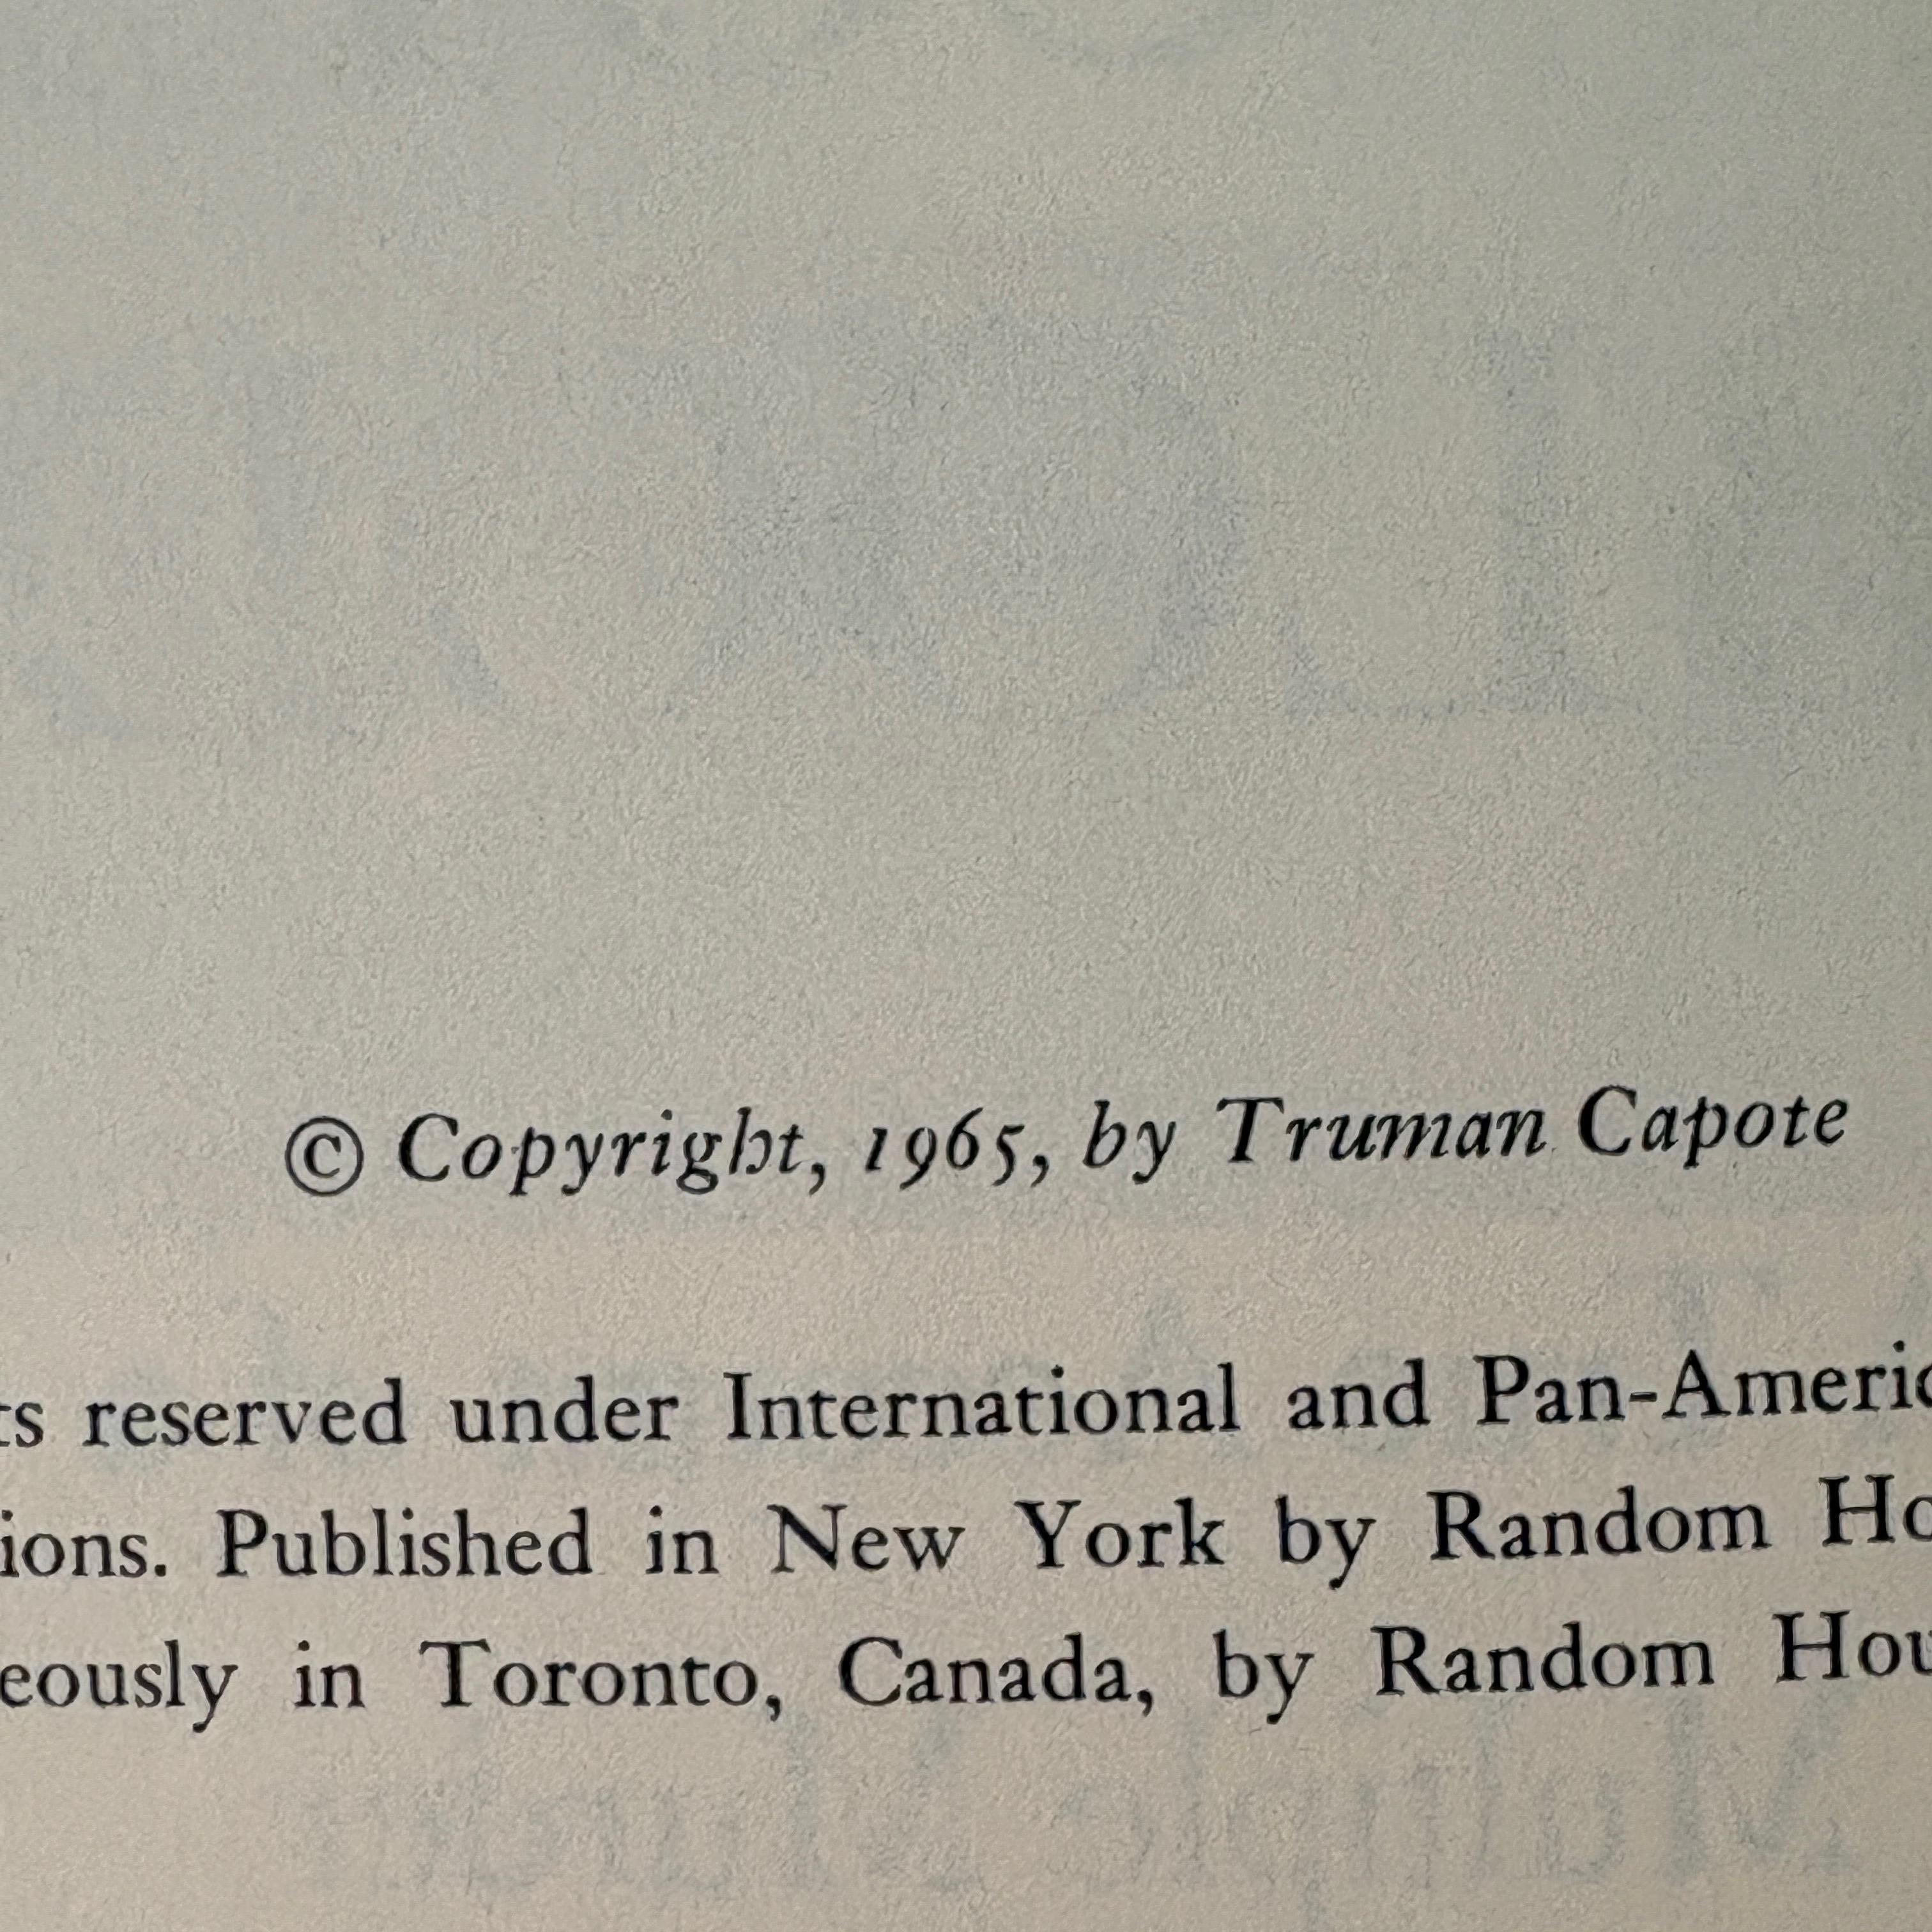 © Copyright, 1965, by Truman Capote
ts reserved under International and Pan-Americ
ions. Published in New York by Random Ho
eously in Toronto, Canada, by Random Hou